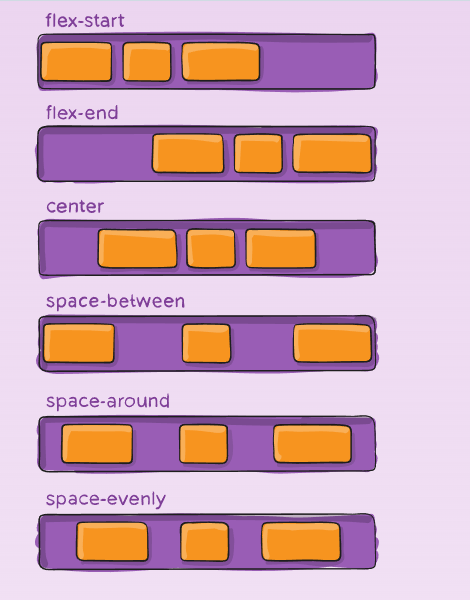 flex-start
flex-end
center
space-between
space-around
space-evenly